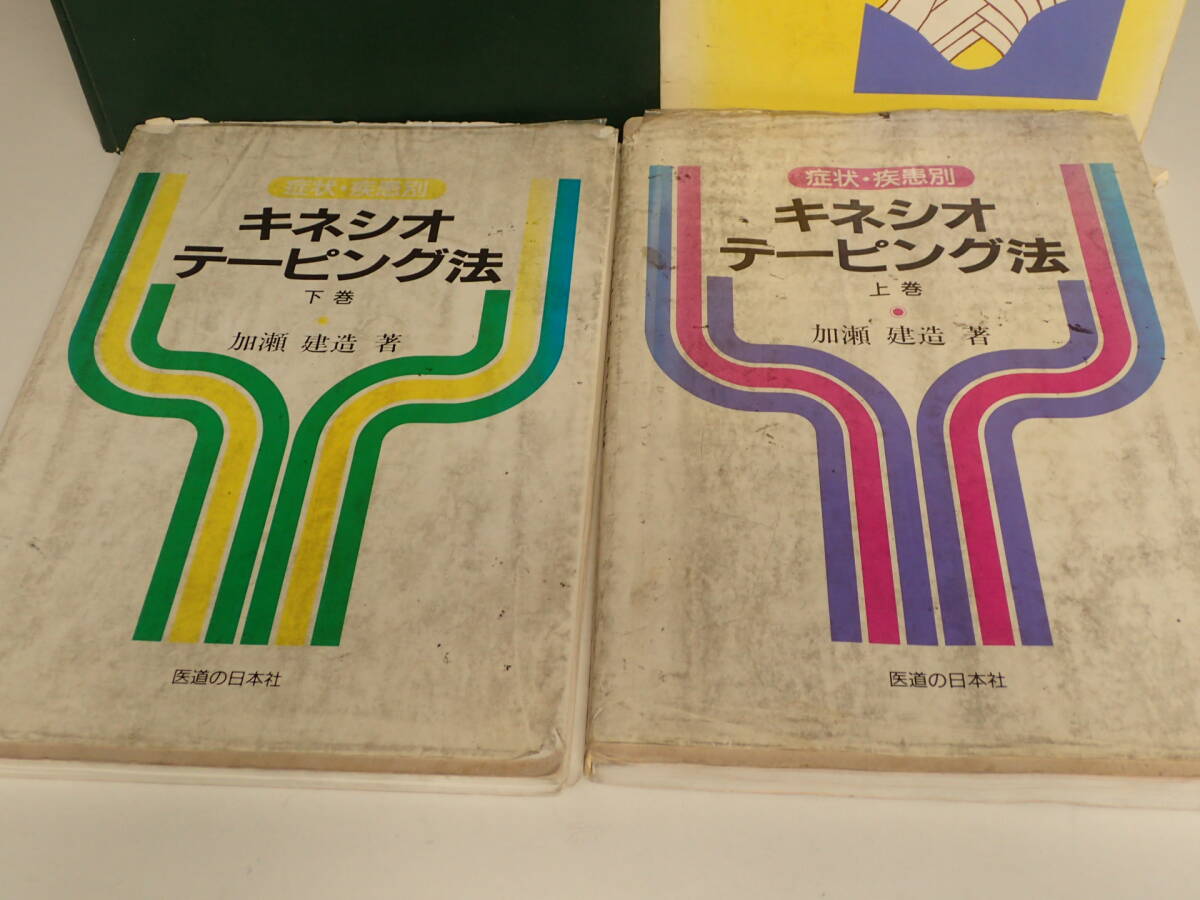 症状・疾患別
キネシオ
テーピング法
下巻
加瀬 建造 著
医道の日本社
症状・疾患別
キネシオ
テーピング法
上巻
加瀬 建造 著
医道の日本社